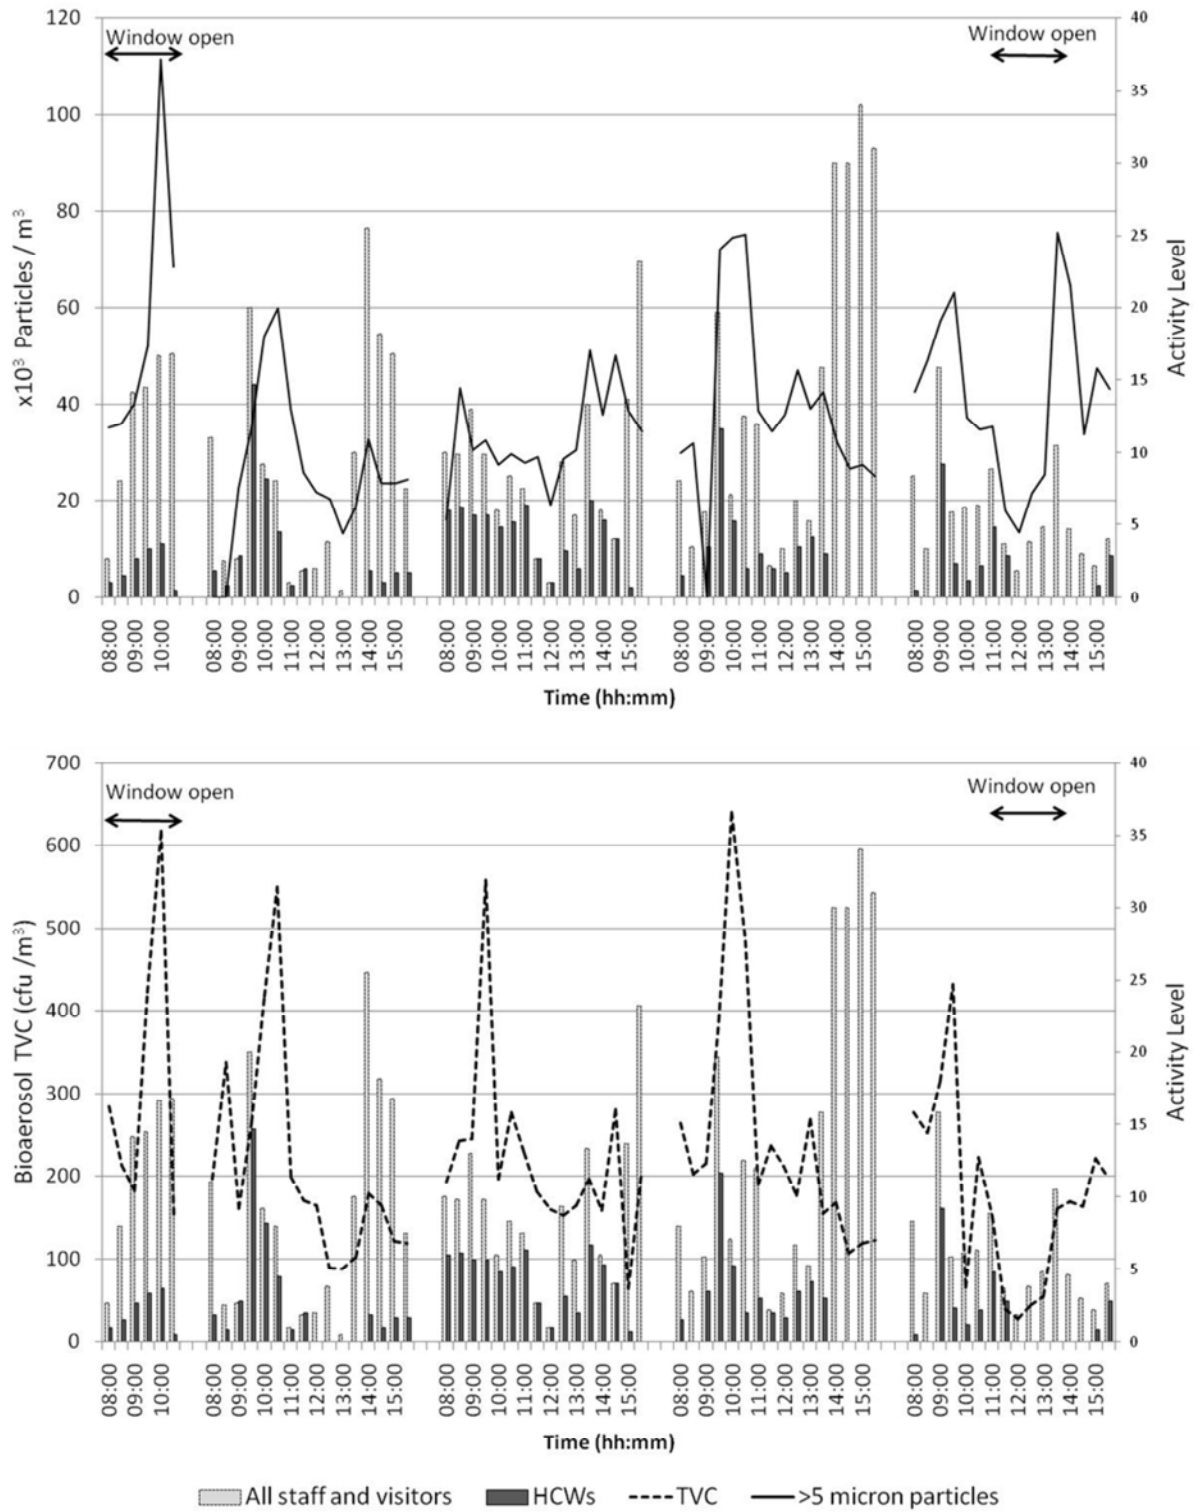 120
100
80
60
40
20
0
x10³ Particles / m³
Window open
Window open
40
35
30
25
20
15
10
5
0
Activity Level
08:00 09:00 10:00 08:00 09:00 10:00 11:00 12:00 13:00 14:00 15:00 08:00 09:00 10:00 11:00 12:00 13:00 14:00 15:00 08:00 09:00 10:00 11:00 12:00 13:00 14:00 15:00 08:00 09:00 10:00 11:00 12:00 13:00 14:00 15:00
Time (hh:mm)
700
600
500
400
300
200
100
0
Bioaerosol TVC (cfu /m³)
Window open
Window open
40
35
30
25
20
15
10
5
0
Activity Level
08:00 09:00 10:00 08:00 09:00 10:00 11:00 12:00 13:00 14:00 15:00 08:00 09:00 10:00 11:00 12:00 13:00 14:00 15:00 08:00 09:00 10:00 11:00 12:00 13:00 14:00 15:00 08:00 09:00 10:00 11:00 12:00 13:00 14:00 15:00
Time (hh:mm)
All staff and visitors HCWs TVC >5 micron particles